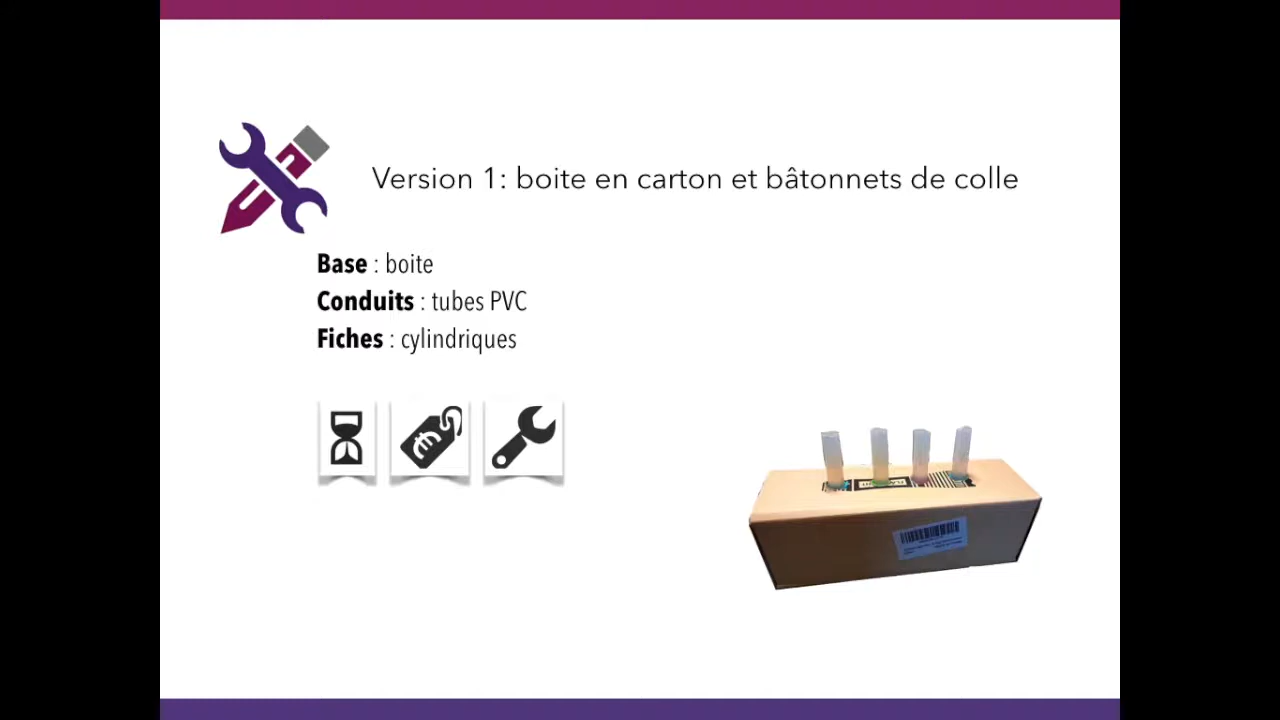 Version 1: boite en carton et bâtonnets de colle
Base : boite
Conduits : tubes PVC
Fiches : cylindriques